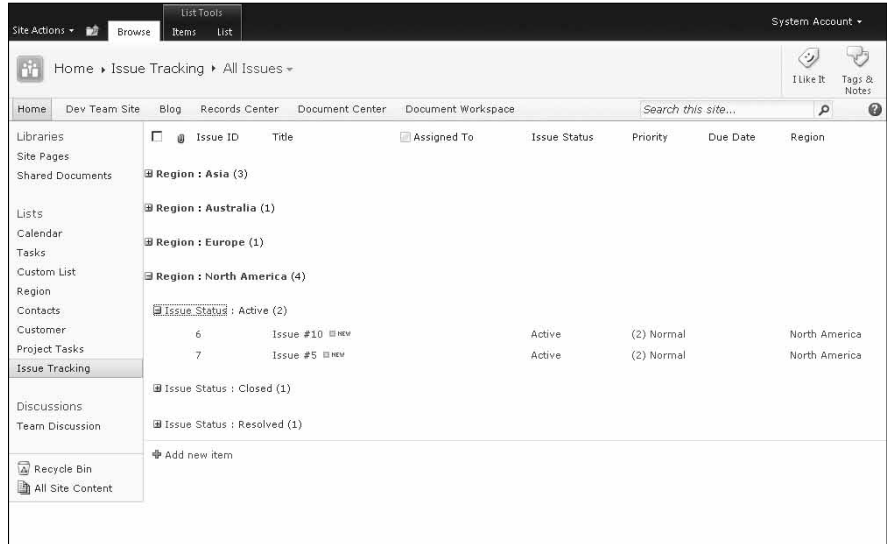 List Tools
Site Actions Browse Items List System Account
Home Issue Tracking All Issues
I Like It Tags & Notes
Home Dev Team Site Blog Records Center Document Center Document Workspace Search this site...
Libraries
Site Pages
Shared Documents
Lists
Calendar
Tasks
Custom List
Region
Contacts
Customer
Project Tasks
Issue Tracking
Discussions
Team Discussion
Recycle Bin
All Site Content
Issue ID Title Assigned To Issue Status Priority Due Date Region
Region : Asia (3)
Region : Australia (1)
Region : Europe (1)
Region : North America (4)
Issue Status : Active (2)
6 Issue #10 NEW Active (2) Normal North America
7 Issue #5 NEW Active (2) Normal North America
Issue Status : Closed (1)
Issue Status : Resolved (1)
Add new item